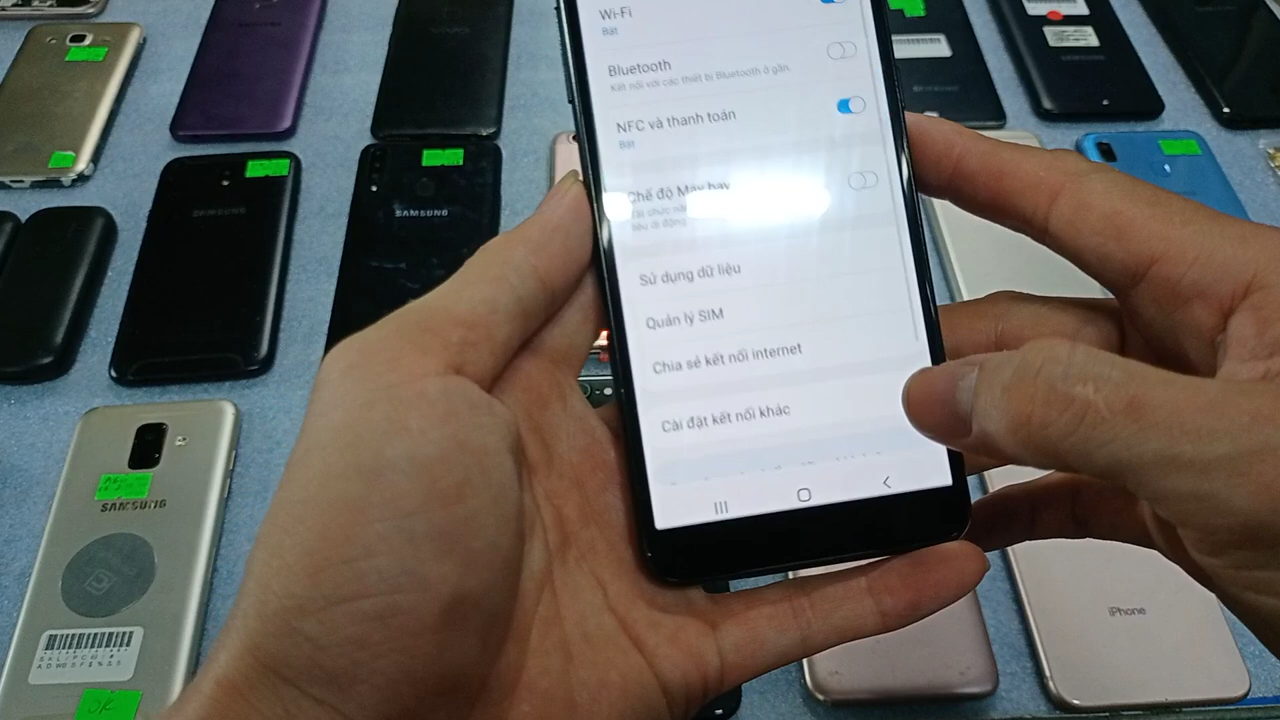 Wi-Fi
Bật
Bluetooth
Kết nối với các thiết bị Bluetooth ở gần.
NFC và thanh toán
Bật
Chế độ Máy bay
Sử dụng dữ liệu
Quản lý SIM
Chia sẻ kết nối internet
Cài đặt kết nối khác
SAMSUNG
SAMSUNG
SAMSUNG
OK
iPhone